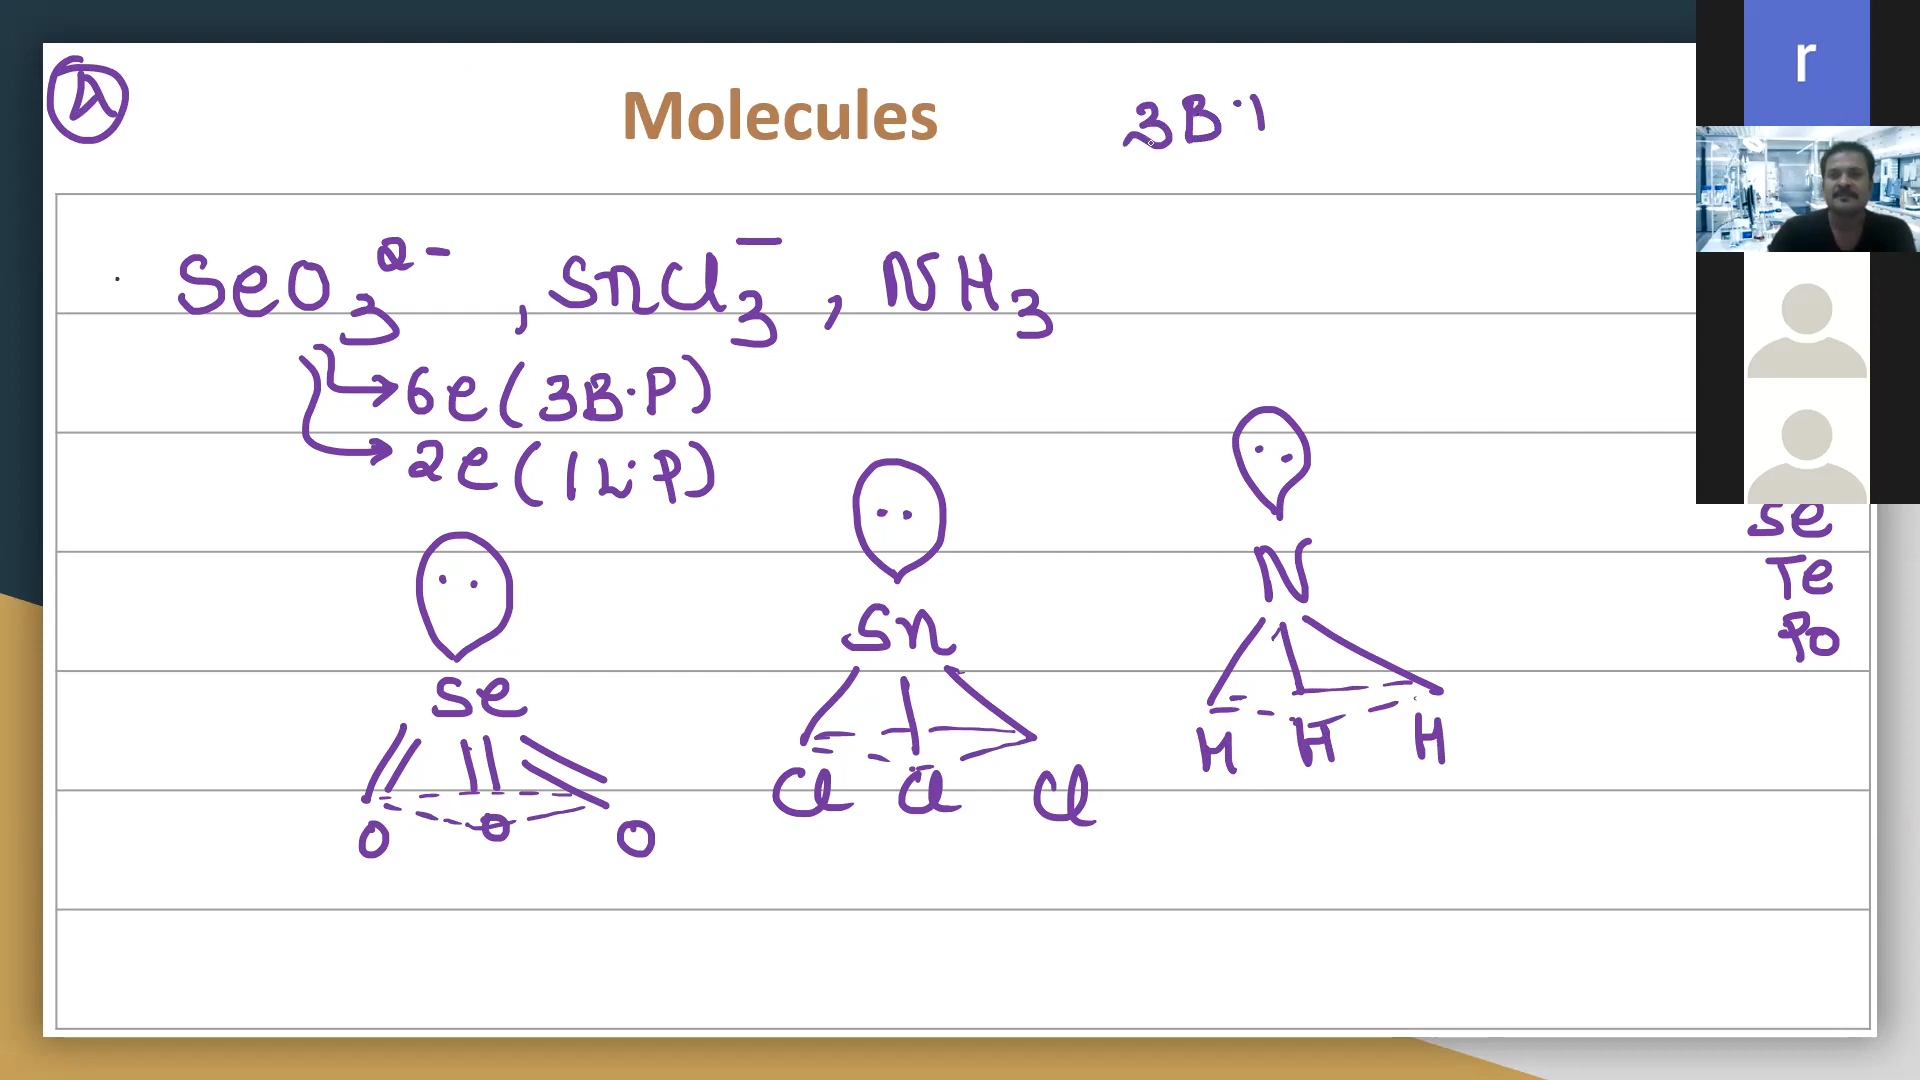 A
Molecules 3B.1
SeO3 2-, SnCl3 –, NH3
→ 6e (3B.P)
→ 2e (1L.P)
Se N
Sn Te
Se Po
H H H
Cl Cl Cl
O O O
r